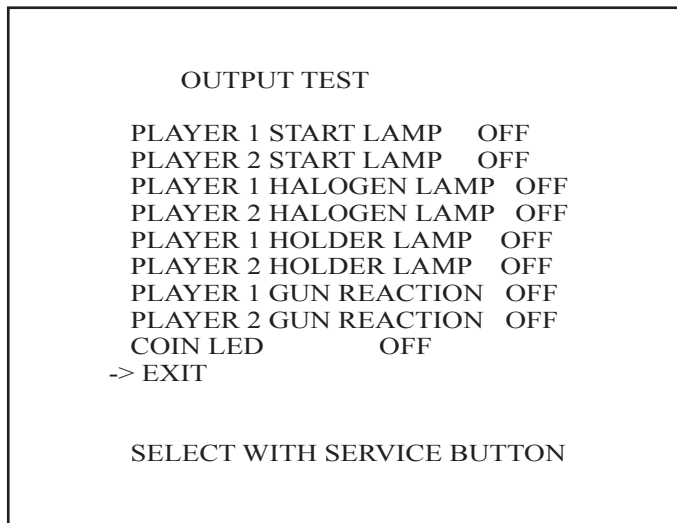 OUTPUT TEST
PLAYER 1 START LAMP OFF
PLAYER 2 START LAMP OFF
PLAYER 1 HALOGEN LAMP OFF
PLAYER 2 HALOGEN LAMP OFF
PLAYER 1 HOLDER LAMP OFF
PLAYER 2 HOLDER LAMP OFF
PLAYER 1 GUN REACTION OFF
PLAYER 2 GUN REACTION OFF
COIN LED OFF
-> EXIT
SELECT WITH SERVICE BUTTON